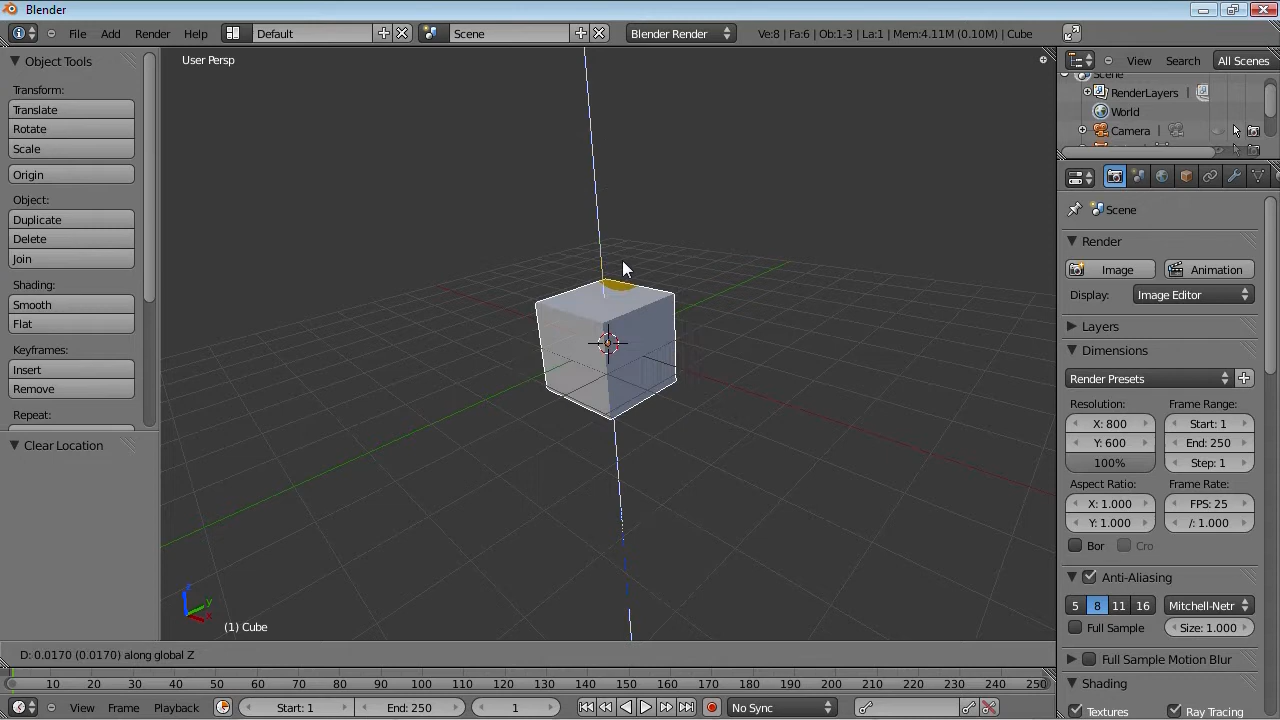 Blender
File Add Render Help Default Scene Blender Render Ve:8 | Fa:6 | Ob:1-3 | La:1 | Mem:4.11M (0.10M) | Cube
Object Tools
Transform:
Translate
Rotate
Scale
Origin
Object:
Duplicate
Delete
Join
Shading:
Smooth
Flat
Keyframes:
Insert
Remove
Repeat:
Clear Location
User Persp
(1) Cube
z
y
x
D: 0.0170 (0.0170) along global Z
View Search All Scenes
Scene
RenderLayers
World
Camera
Scene
Render
Image Animation
Display: Image Editor
Layers
Dimensions
Render Presets
Resolution: Frame Range:
X: 800 Start: 1
Y: 600 End: 250
100% Step: 1
Aspect Ratio: Frame Rate:
X: 1.000 FPS: 25
Y: 1.000 /: 1.000
Bor Cro
Anti-Aliasing
5 8 11 16 Mitchell-Netr
Full Sample Size: 1.000
Full Sample Motion Blur
Shading
Textures Ray Tracing
10 20 30 40 50 60 70 80 90 100 110 120 130 140 150 160 170 180 190 200 210 220 230 240 250
View Frame Playback Start: 1 End: 250 1 No Sync